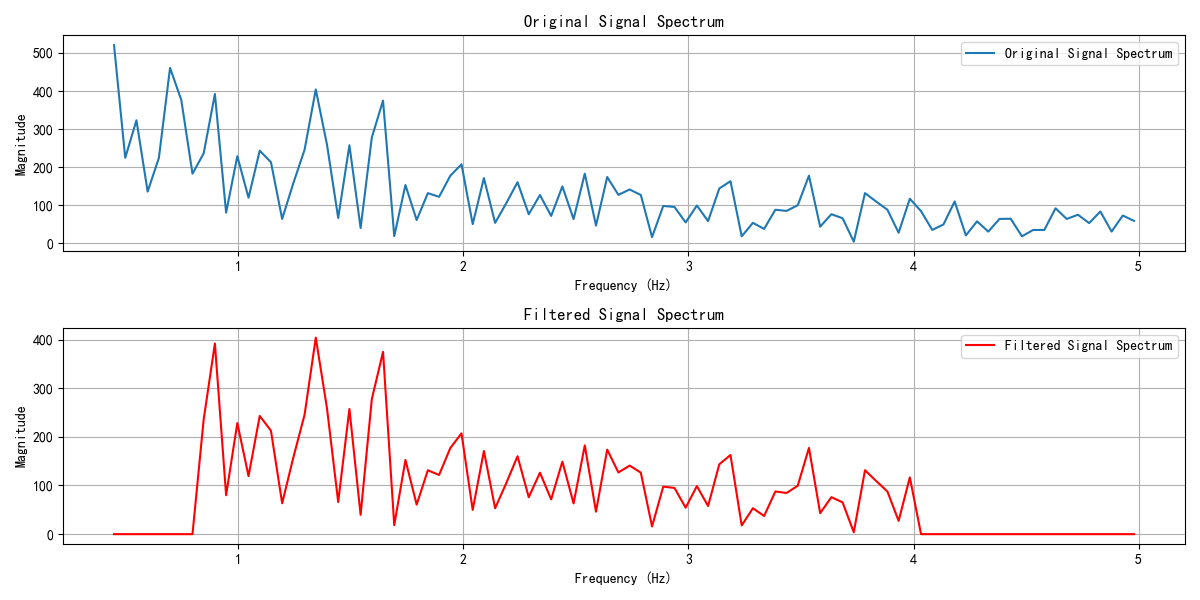 Original Signal Spectrum
Original Signal Spectrum
Magnitude
500
400
300
200
100
0
1 2 3 4 5
Frequency (Hz)
Filtered Signal Spectrum
Filtered Signal Spectrum
Magnitude
400
300
200
100
0
1 2 3 4 5
Frequency (Hz)